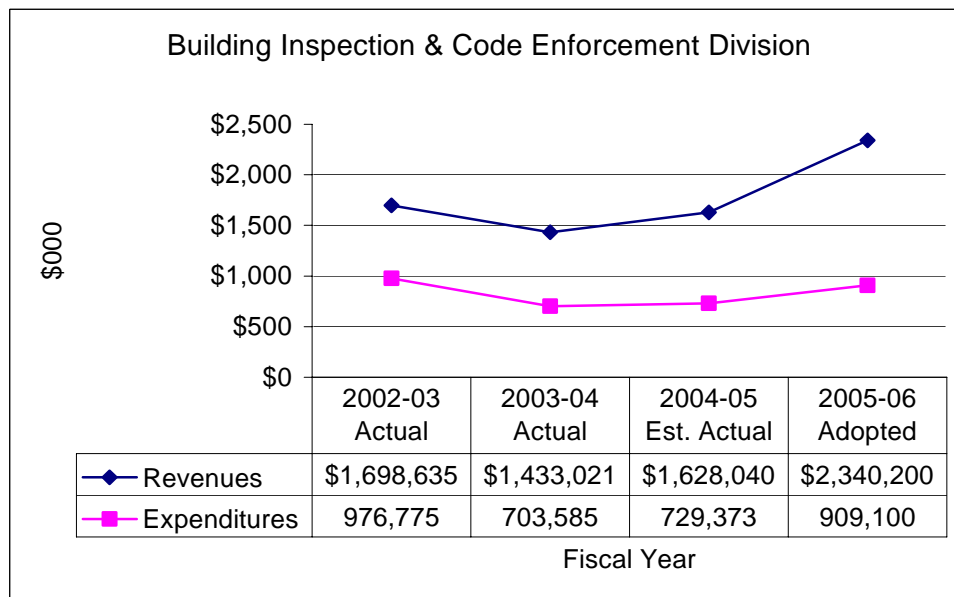 Building Inspection & Code Enforcement Division
$2,500
$2,000
$1,500
$1,000
$500
$0
$000
2002-03 2003-04 2004-05 2005-06
Actual Actual Est. Actual Adopted
Revenues $1,698,635 $1,433,021 $1,628,040 $2,340,200
Expenditures 976,775 703,585 729,373 909,100
Fiscal Year